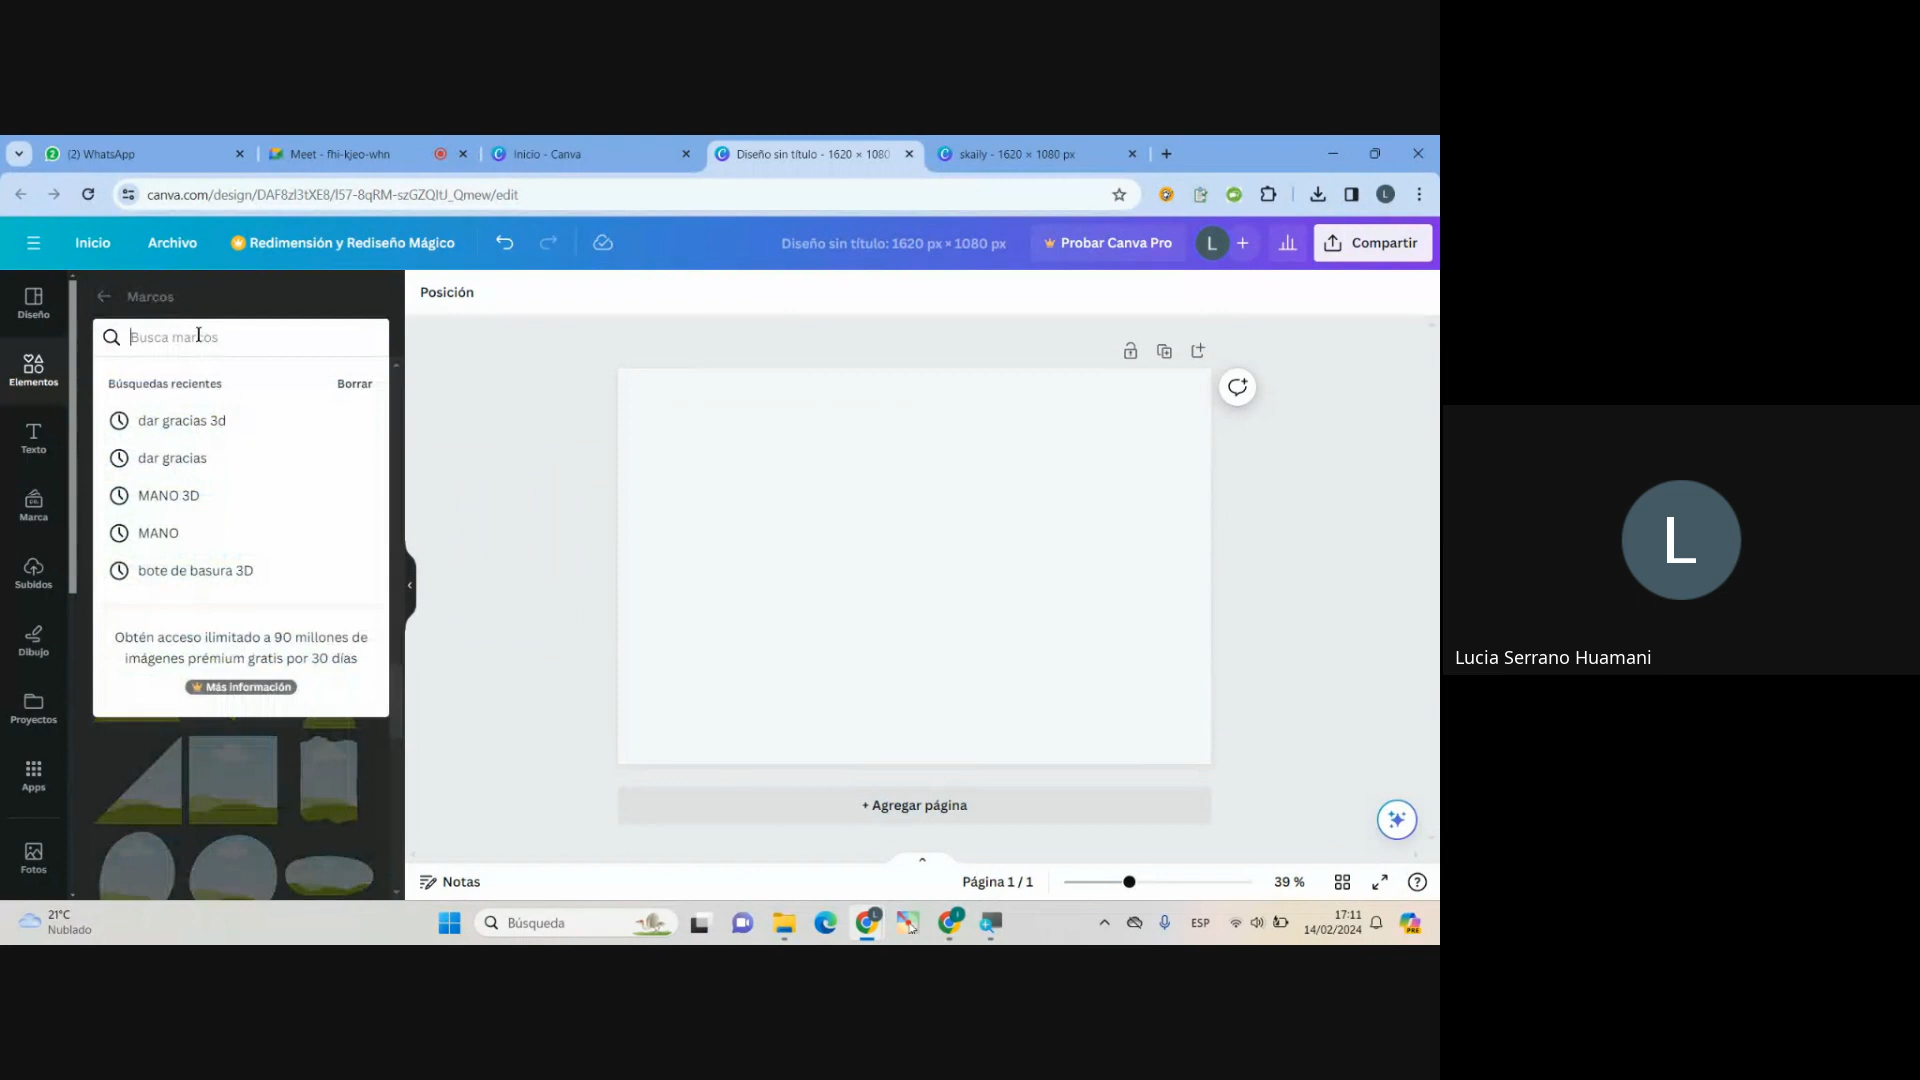 (2) WhatsApp
Meet - fhi-kjeo-whn
Inicio - Canva
Diseño sin título - 1620 × 1080
skaily - 1620 × 1080 px
canva.com/design/DAF8zl3tXE8/l57-8qRM-szGZQItJ_Qmew/edit
Inicio
Archivo
Redimensión y Rediseño Mágico
Diseño sin título: 1620 px × 1080 px
Probar Canva Pro
L
Compartir
Diseño
Elementos
Texto
Marca
Subidos
Dibujo
Proyectos
Apps
Fotos
Marcos
Busca marcos
Búsquedas recientes
Borrar
dar gracias 3d
dar gracias
MANO 3D
MANO
bote de basura 3D
Obtén acceso ilimitado a 90 millones de
imágenes prémium gratis por 30 días
Más información
Posición
+ Agregar página
Notas
Página 1 / 1
39 %
21°C
Nublado
Búsqueda
ESP
17:11
14/02/2024
PRE
L
Lucia Serrano Huamani